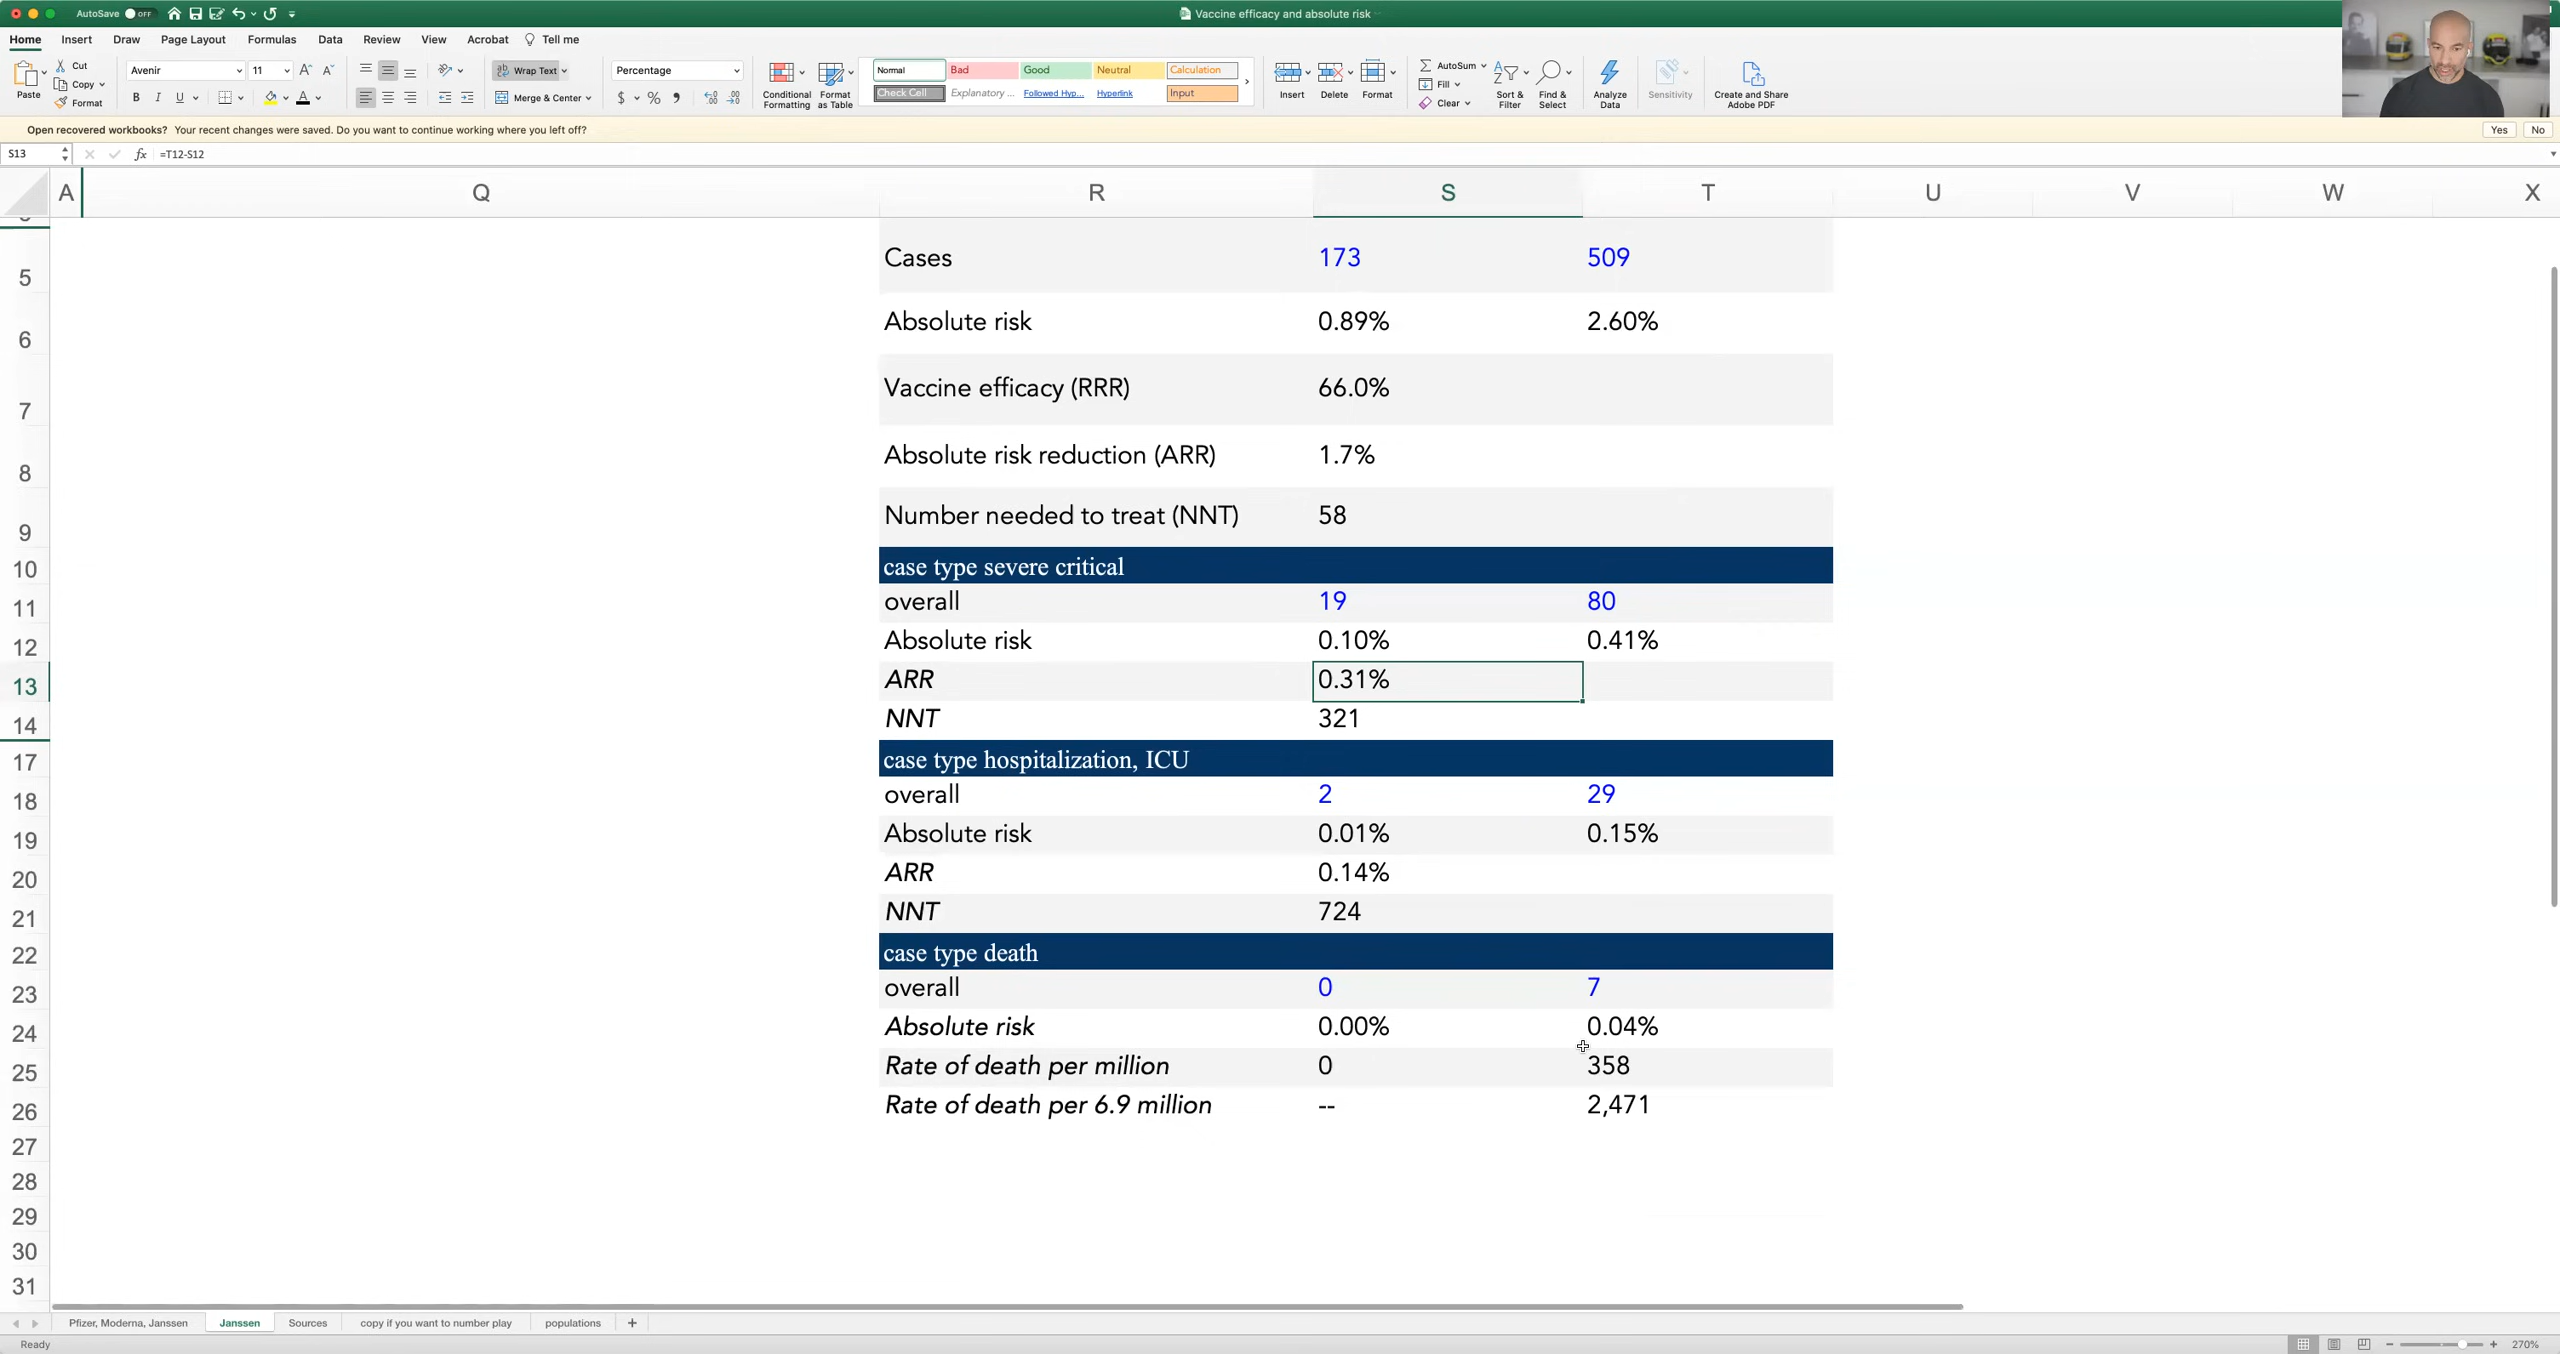 AutoSave OFF
Vaccine efficacy and absolute risk
Home Insert Draw Page Layout Formulas Data Review View Acrobat Tell me
Paste
Cut
Copy
Format
Avenir 11
B I U
Wrap Text
Merge & Center
Percentage
$ % ,
Conditional Formatting
Format as Table
Normal Bad Good Neutral Calculation
Check Cell Explanatory ... Followed Hyp... Hyperlink Input
Insert Delete Format
AutoSum
Fill
Clear
Sort & Filter
Find & Select
Analyze Data
Sensitivity
Create and Share Adobe PDF
Open recovered workbooks? Your recent changes were saved. Do you want to continue working where you left off? Yes No
S13 fx =T12-S12
A Q R S T U V W X
5 Cases 173 509
6 Absolute risk 0.89% 2.60%
7 Vaccine efficacy (RRR) 66.0%
8 Absolute risk reduction (ARR) 1.7%
9 Number needed to treat (NNT) 58
10 case type severe critical
11 overall 19 80
12 Absolute risk 0.10% 0.41%
13 ARR 0.31%
14 NNT 321
17 case type hospitalization, ICU
18 overall 2 29
19 Absolute risk 0.01% 0.15%
20 ARR 0.14%
21 NNT 724
22 case type death
23 overall 0 7
24 Absolute risk 0.00% 0.04%
25 Rate of death per million 0 358
26 Rate of death per 6.9 million -- 2,471
27
28
29
30
31
Pfizer, Moderna, Janssen Janssen Sources copy if you want to number play populations +
Ready 270%